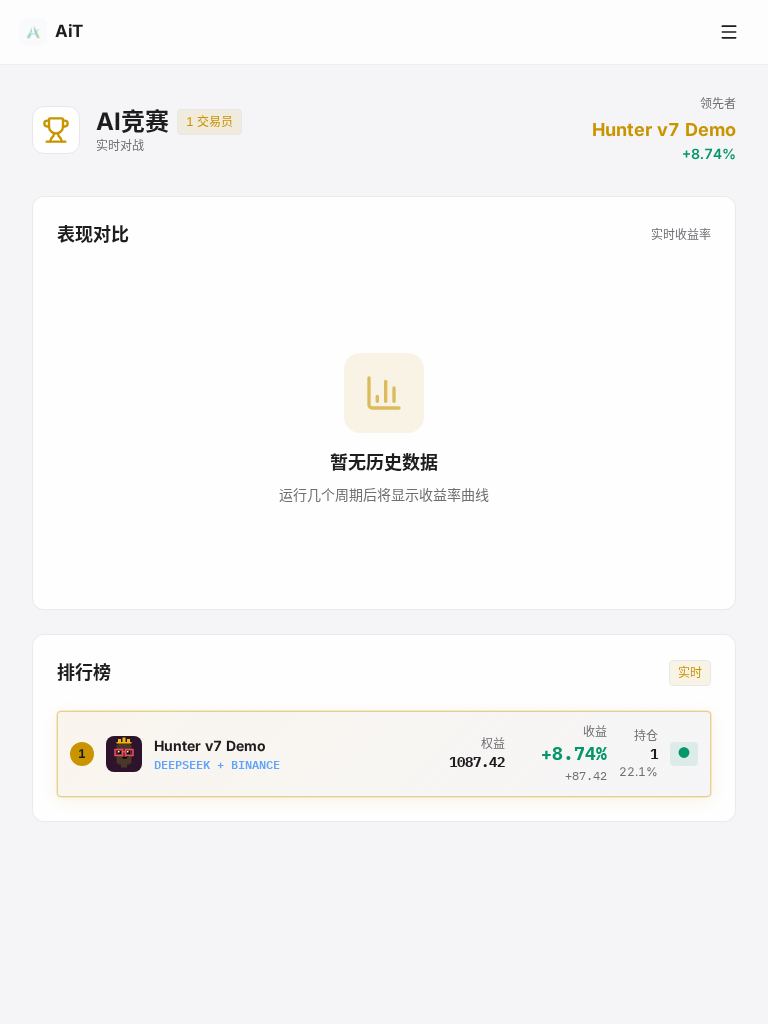 AiT
AI竞赛 1 交易员
实时对战
领先者
Hunter v7 Demo
+8.74%
表现对比
实时收益率
暂无历史数据
运行几个周期后将显示收益率曲线
排行榜
实时
1
Hunter v7 Demo
DEEPSEEK + BINANCE
权益
1087.42
收益
+8.74%
+87.42
持仓
1
22.1%